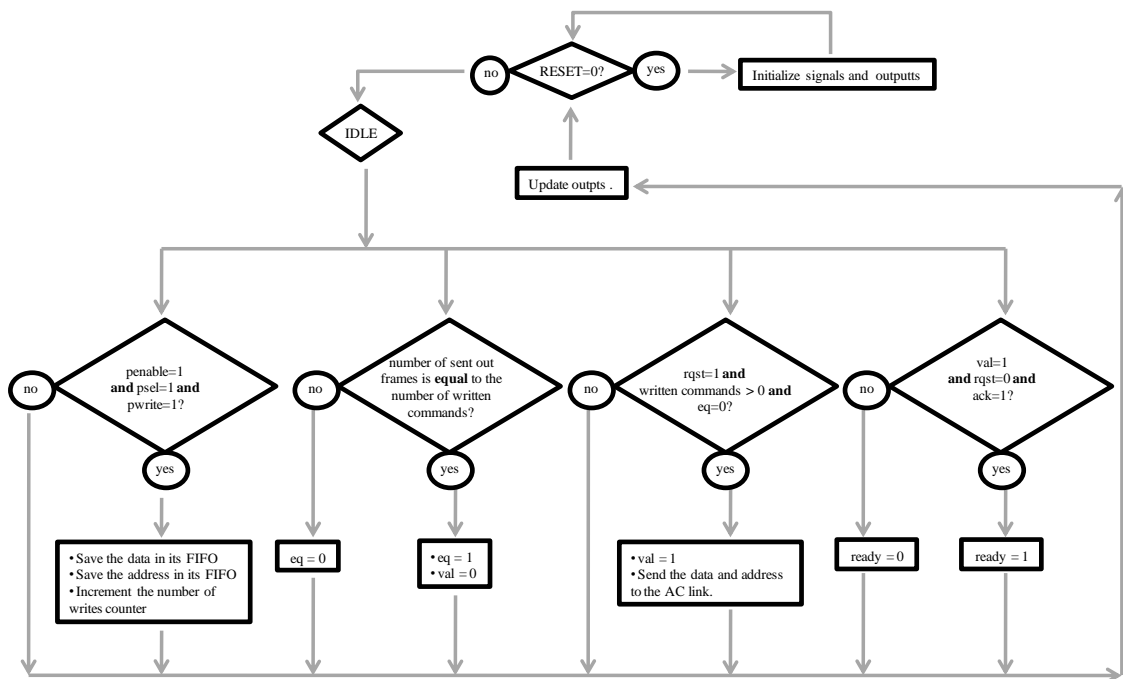 no
RESET=0?
yes
Initialize signals and outputts
IDLE
Update outpts .
no
penable=1
and psel=1 and
pwrite=1?
yes
no
number of sent out
frames is equal to the
number of written
commands?
yes
no
rqst=1 and
written commands > 0 and
eq=0?
yes
no
val=1
and rqst=0 and
ack=1?
yes
• Save the data in its FIFO
• Save the address in its FIFO
• Increment the number of
writes counter
eq = 0
• eq = 1
• val = 0
• val = 1
• Send the data and address
to the AC link.
ready = 0
ready = 1